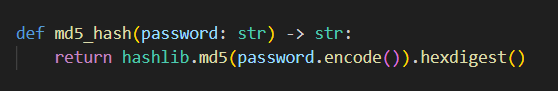 def md5_hash(password: str) -> str:
    return hashlib.md5(password.encode()).hexdigest()